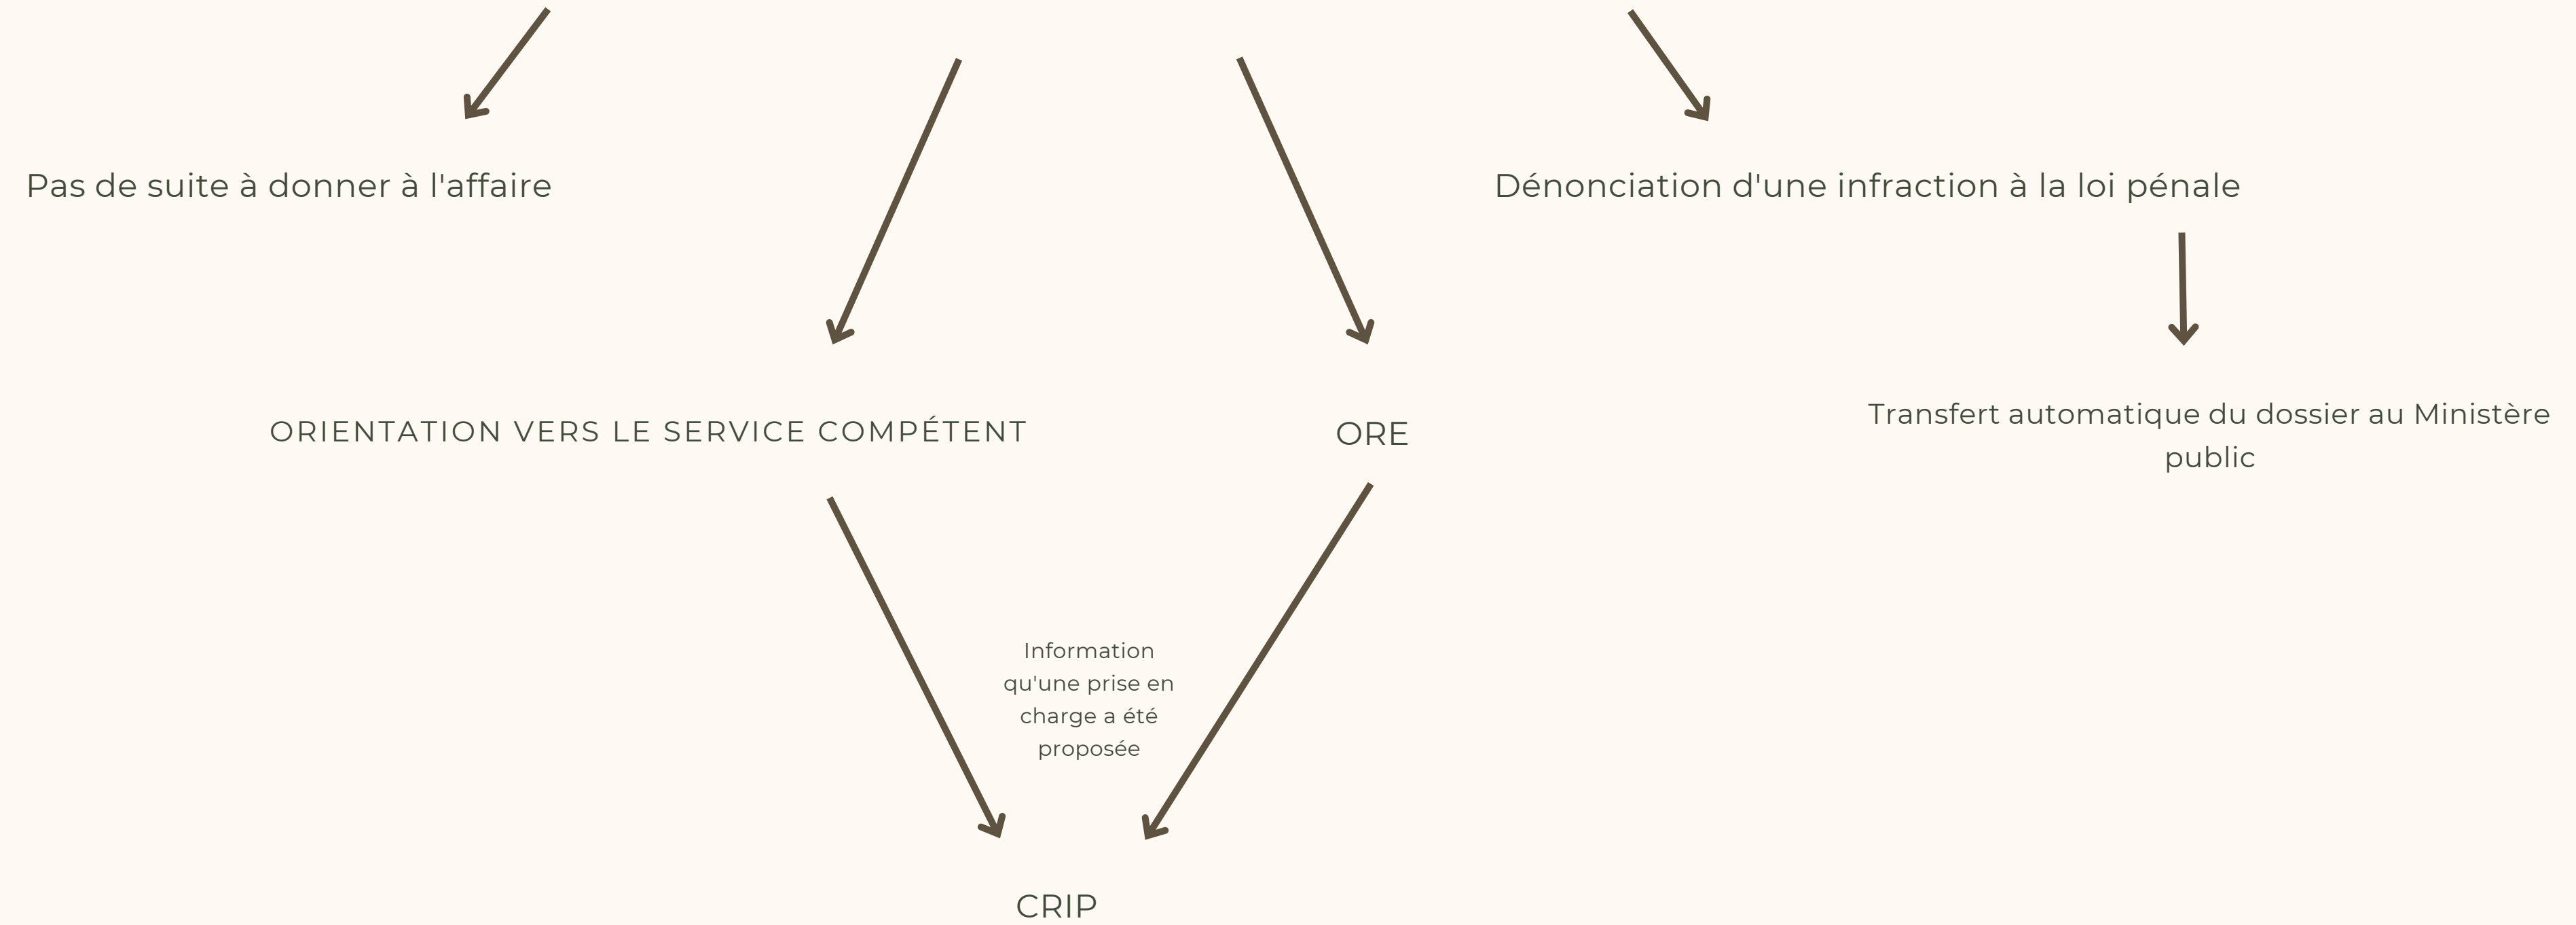 Pas de suite à donner à l'affaire
Dénonciation d'une infraction à la loi pénale
ORIENTATION VERS LE SERVICE COMPÉTENT
ORE
Transfert automatique du dossier au Ministère
public
Information
qu'une prise en
charge a été
proposée
CRIP